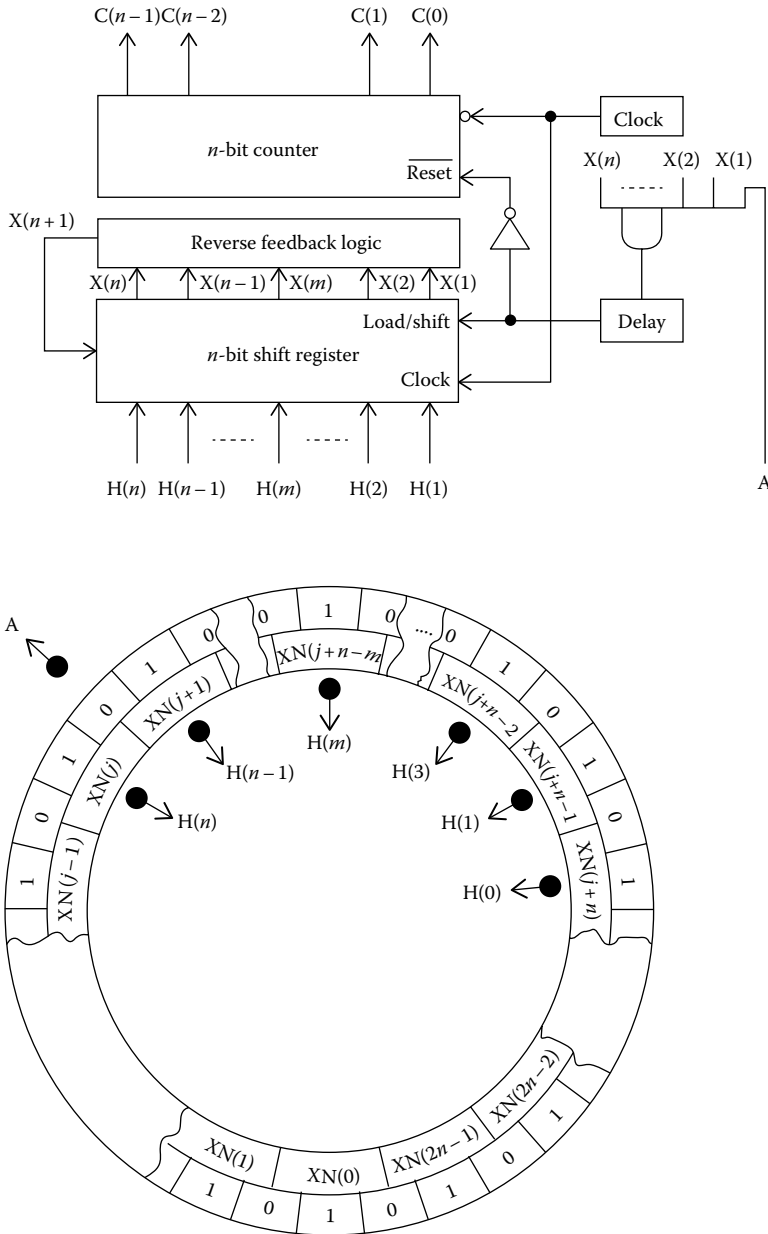 C(n−1)C(n−2) C(1) C(0)
n-bit counter
Reset
Clock
X(n) X(2) X(1)
X(n+1)
Reverse feedback logic
X(n) X(n−1) X(m) X(2) X(1)
Load/shift
n-bit shift register
Clock
Delay
H(n) H(n−1) H(m) H(2) H(1)
A
A
1 0 1 0 1 0 0 1 0 .... 0 1 0 1 0 1
XN(j−1)
XN(j)
XN(j+1)
XN(j+n−m
XN(j+n−2
XN(j+n−1
XN(j+n)
H(n)
H(n−1)
H(m)
H(3)
H(1)
H(0)
XN(1)
XN(0)
XN(2n−1)
XN(2n−2)
1 0 1 0 1 0 1